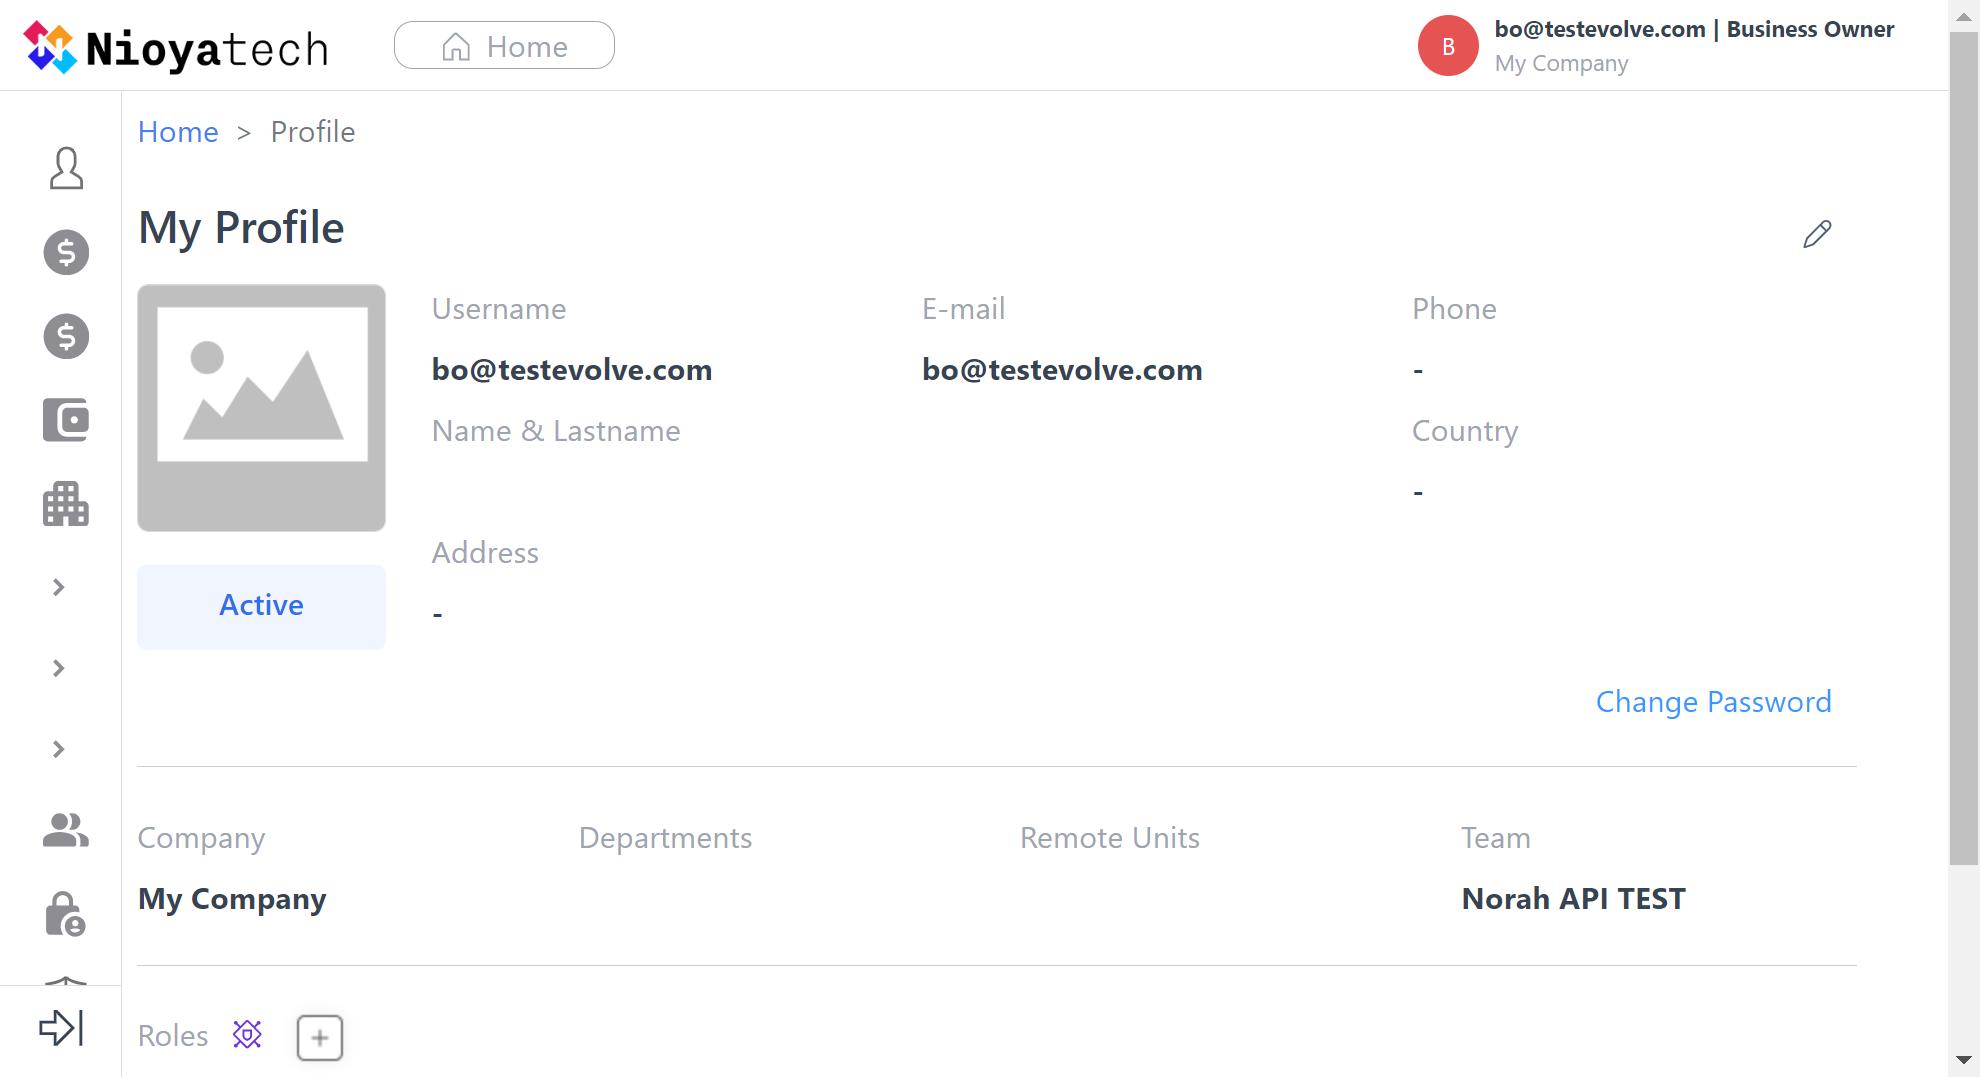 Nioyatech
Home
B
bo@testevolve.com | Business Owner
My Company
Home > Profile
My Profile
Username
E-mail
Phone
bo@testevolve.com
bo@testevolve.com
-
Name & Lastname
Country
-
Address
-
Active
Change Password
Company
Departments
Remote Units
Team
My Company
Norah API TEST
Roles